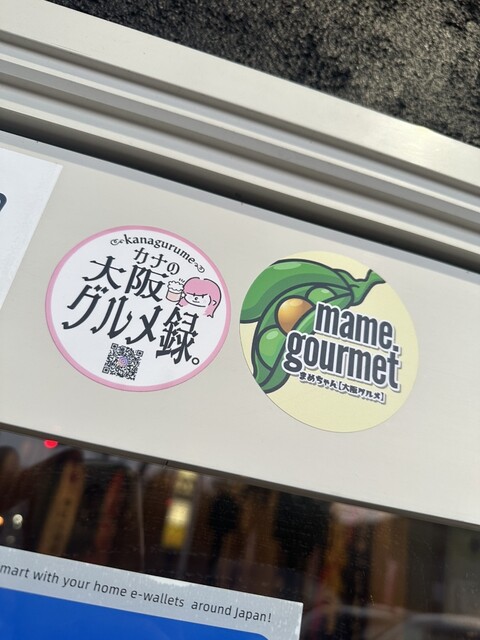 kanagurume
カナの
大阪
グルメ録。
mame.
gourmet
まめちゃん【大阪グルメ】
mart with your home e-wallets around Japan!